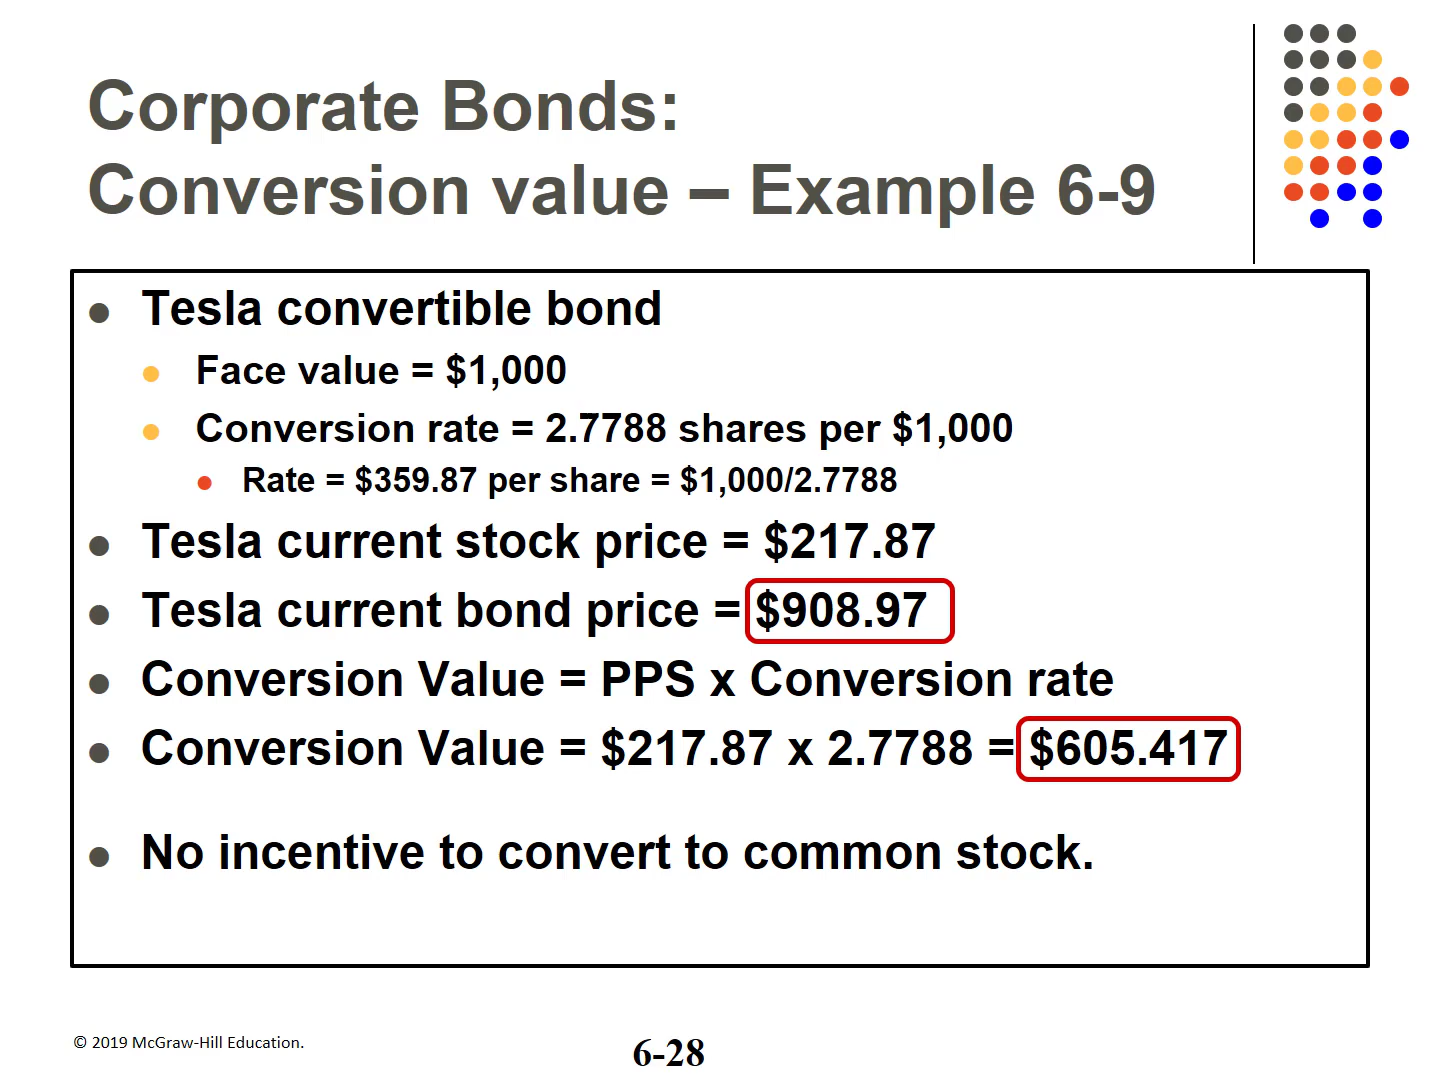 Corporate Bonds:
Conversion value – Example 6-9
Tesla convertible bond
Face value = $1,000
Conversion rate = 2.7788 shares per $1,000
Rate = $359.87 per share = $1,000/2.7788
Tesla current stock price = $217.87
Tesla current bond price = $908.97
Conversion Value = PPS x Conversion rate
Conversion Value = $217.87 x 2.7788 = $605.417
No incentive to convert to common stock.
© 2019 McGraw-Hill Education.
6-28